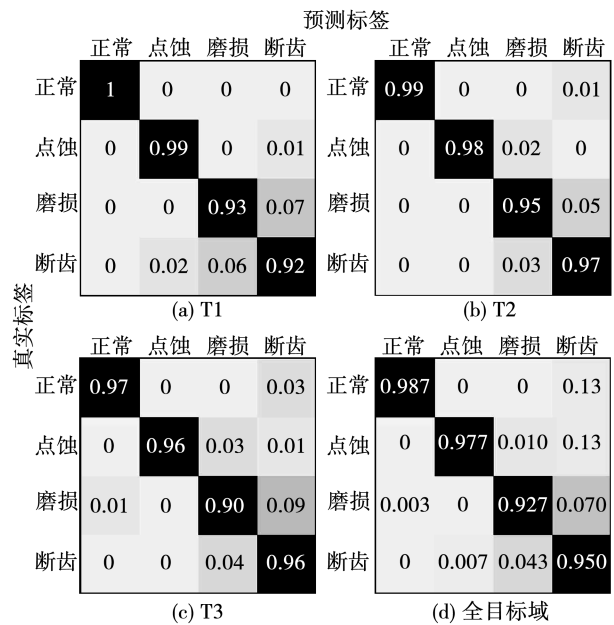 预测标签
正常 点蚀 磨损 断齿
正常 1 0 0 0
点蚀 0 0.99 0 0.01
磨损 0 0 0.93 0.07
断齿 0 0.02 0.06 0.92
(a) T1
正常 点蚀 磨损 断齿
正常 0.99 0 0 0.01
点蚀 0 0.98 0.02 0
磨损 0 0 0.95 0.05
断齿 0 0 0.03 0.97
(b) T2
真实标签
正常 点蚀 磨损 断齿
正常 0.97 0 0 0.03
点蚀 0 0.96 0.03 0.01
磨损 0.01 0 0.90 0.09
断齿 0 0 0.04 0.96
(c) T3
正常 点蚀 磨损 断齿
正常 0.987 0 0 0.13
点蚀 0 0.977 0.010 0.13
磨损 0.003 0 0.927 0.070
断齿 0 0.007 0.043 0.950
(d) 全目标域